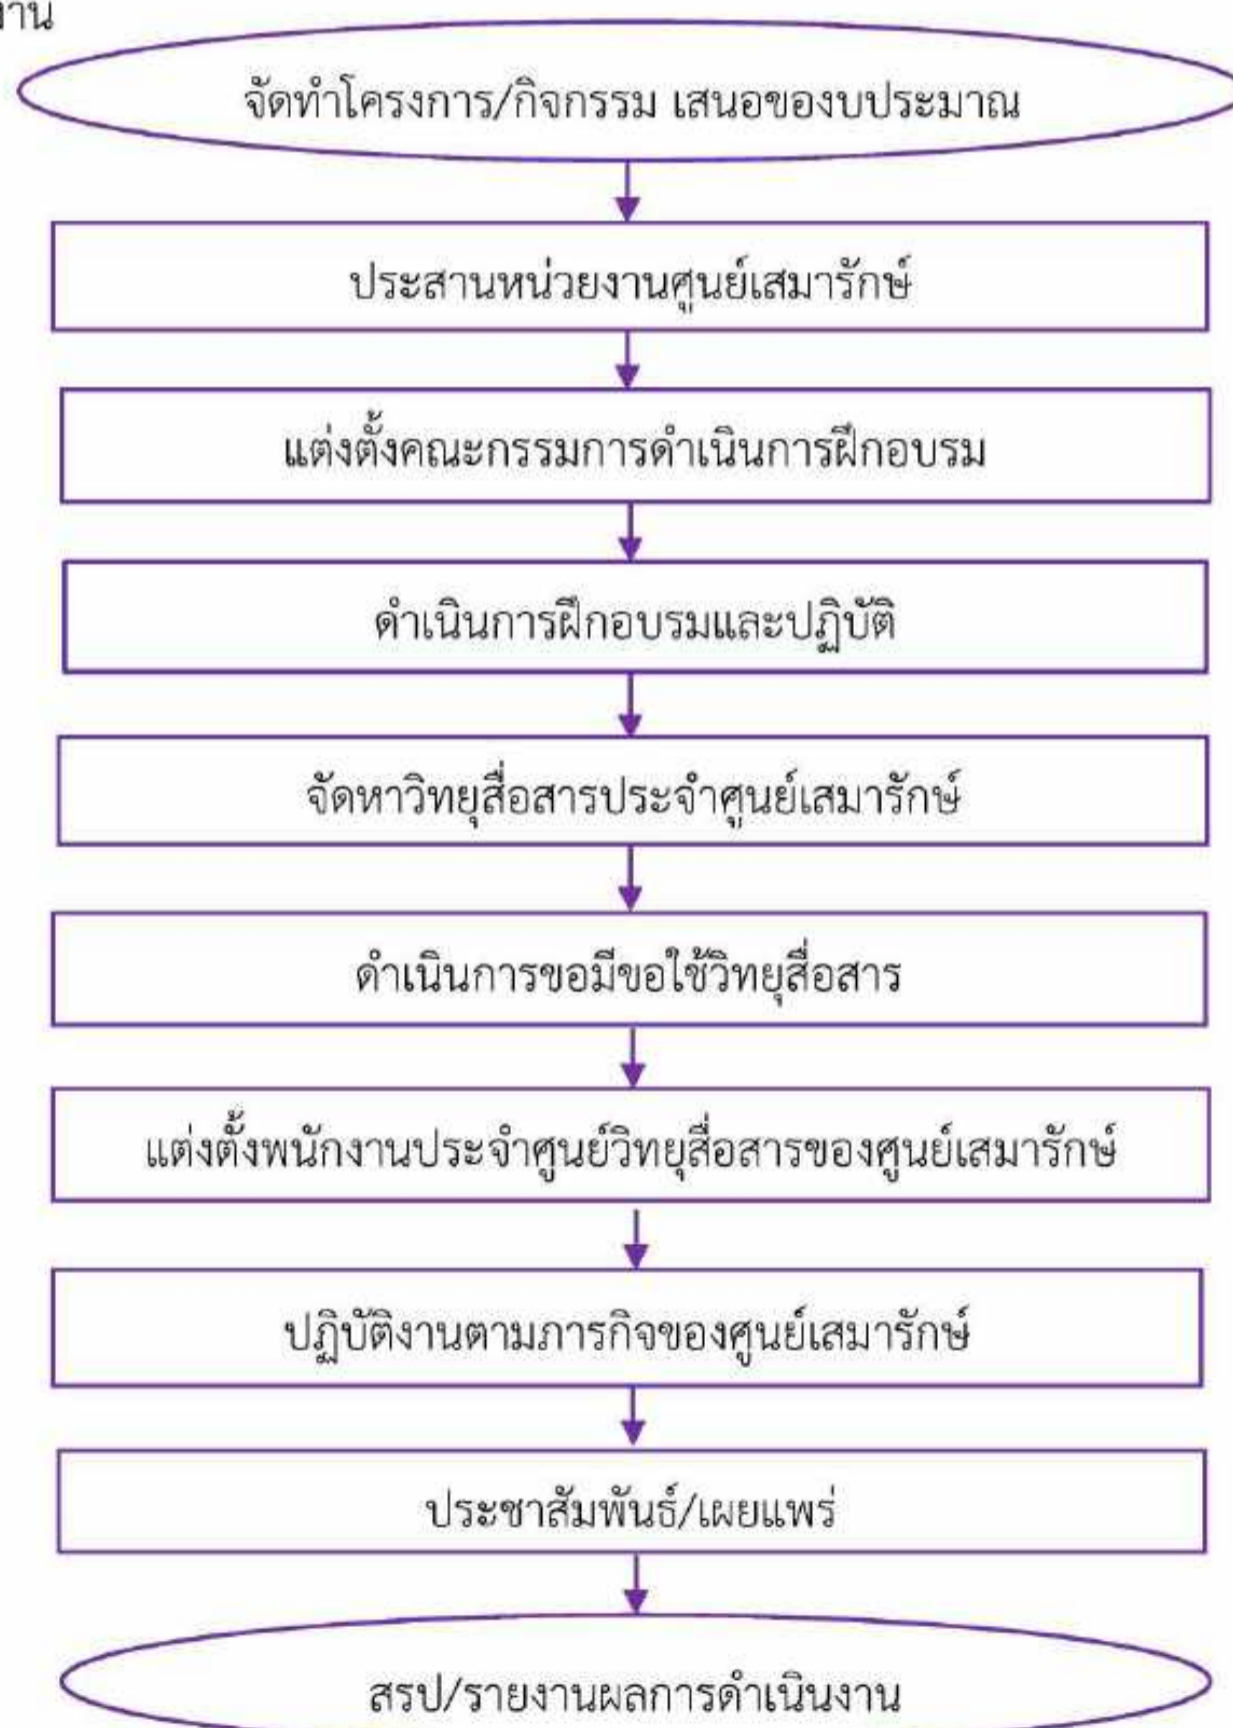 งาน
จัดทำโครงการ/กิจกรรม เสนอของบประมาณ
ประสานหน่วยงานศูนย์เสมารักษ์
แต่งตั้งคณะกรรมการดำเนินการฝึกอบรม
ดำเนินการฝึกอบรมและปฏิบัติ
จัดหาวิทยุสื่อสารประจำศูนย์เสมารักษ์
ดำเนินการขอมีขอใช้วิทยุสื่อสาร
แต่งตั้งพนักงานประจำศูนย์วิทยุสื่อสารของศูนย์เสมารักษ์
ปฏิบัติงานตามภารกิจของศูนย์เสมารักษ์
ประชาสัมพันธ์/เผยแพร่
สรุป/รายงานผลการดำเนินงาน